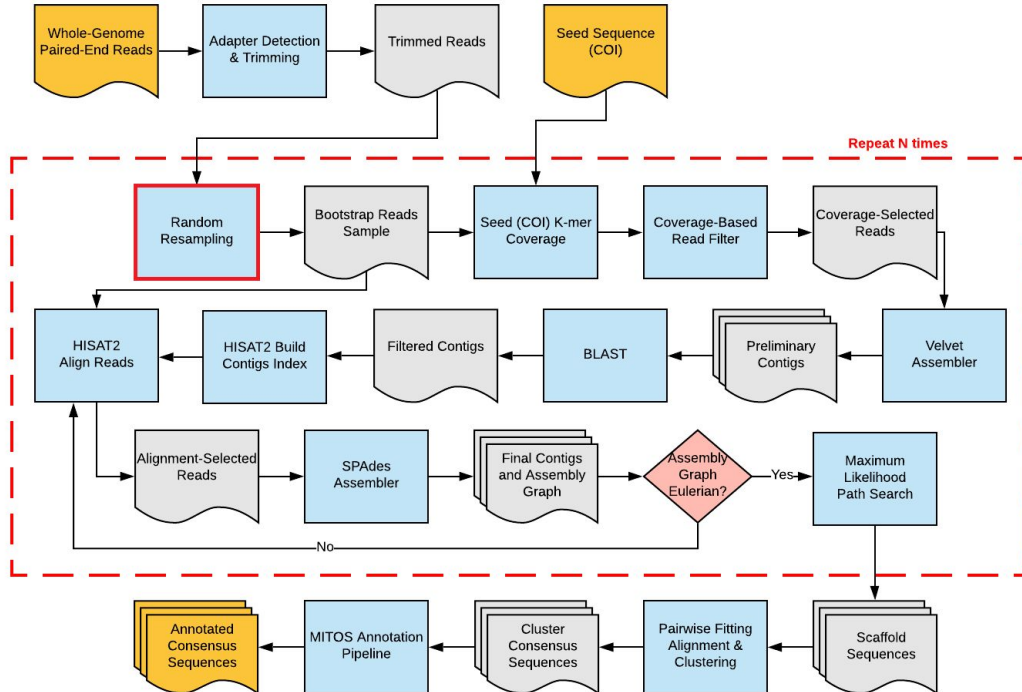 Whole-Genome
Paired-End Reads
Adapter Detection
& Trimming
Trimmed Reads
Seed Sequence
(COI)
Repeat N times
Random
Resampling
Bootstrap Reads
Sample
Seed (COI) K-mer
Coverage
Coverage-Based
Read Filter
Coverage-Selected
Reads
HISAT2
Align Reads
HISAT2 Build
Contigs Index
Filtered Contigs
BLAST
Preliminary
Contigs
Velvet
Assembler
Alignment-Selected
Reads
SPAdes
Assembler
Final Contigs
and Assembly
Graph
Assembly
Graph
Eulerian?
Yes
Maximum
Likelihood
Path Search
No
Annotated
Consensus
Sequences
MITOS Annotation
Pipeline
Cluster
Consensus
Sequences
Pairwise Fitting
Alignment &
Clustering
Scaffold
Sequences